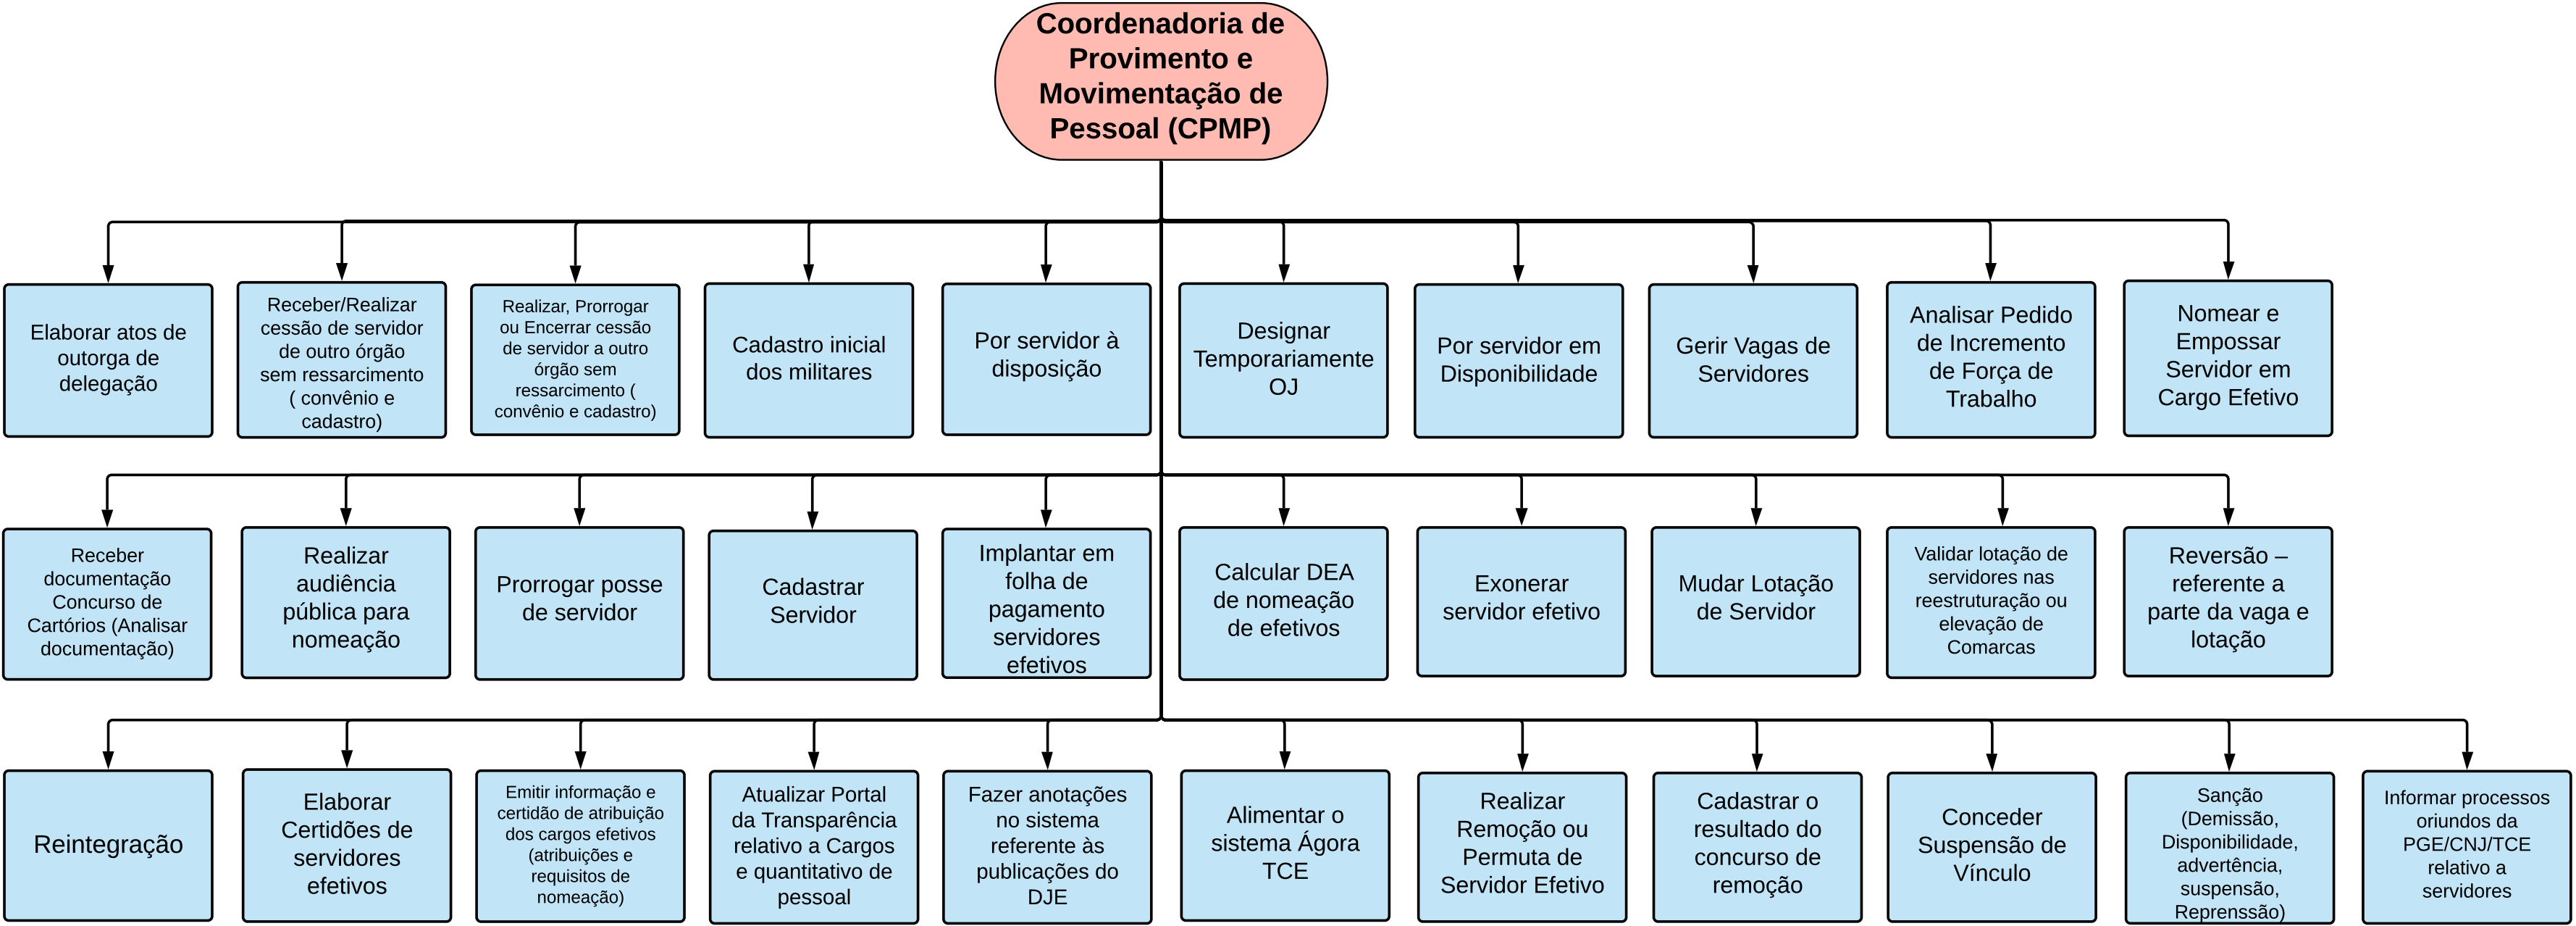 Coordenadoria de
Provimento e
Movimentação de
Pessoal (CPMP)
Elaborar atos de
outorga de
delegação
Receber/Realizar
cessão de servidor
de outro órgão
sem ressarcimento
( convênio e
cadastro)
Realizar, Prorrogar
ou Encerrar cessão
de servidor a outro
órgão sem
ressarcimento (
convênio e cadastro)
Cadastro inicial
dos militares
Por servidor à
disposição
Designar
Temporariamente
OJ
Por servidor em
Disponibilidade
Gerir Vagas de
Servidores
Analisar Pedido
de Incremento
de Força de
Trabalho
Nomear e
Empossar
Servidor em
Cargo Efetivo
Receber
documentação
Concurso de
Cartórios (Analisar
documentação)
Realizar
audiência
pública para
nomeação
Prorrogar posse
de servidor
Cadastrar
Servidor
Implantar em
folha de
pagamento
servidores
efetivos
Calcular DEA
de nomeação
de efetivos
Exonerar
servidor efetivo
Mudar Lotação
de Servidor
Validar lotação de
servidores nas
reestruturação ou
elevação de
Comarcas
Reversão –
referente a
parte da vaga e
lotação
Reintegração
Elaborar
Certidões de
servidores
efetivos
Emitir informação e
certidão de atribuição
dos cargos efetivos
(atribuições e
requisitos de
nomeação)
Atualizar Portal
da Transparência
relativo a Cargos
e quantitativo de
pessoal
Fazer anotações
no sistema
referente às
publicações do
DJE
Alimentar o
sistema Ágora
TCE
Realizar
Remoção ou
Permuta de
Servidor Efetivo
Cadastrar o
resultado do
concurso de
remoção
Conceder
Suspensão de
Vínculo
Sanção
(Demissão,
Disponibilidade,
advertência,
suspensão,
Reprenssão)
Informar processos
oriundos da
PGE/CNJ/TCE
relativo a
servidores